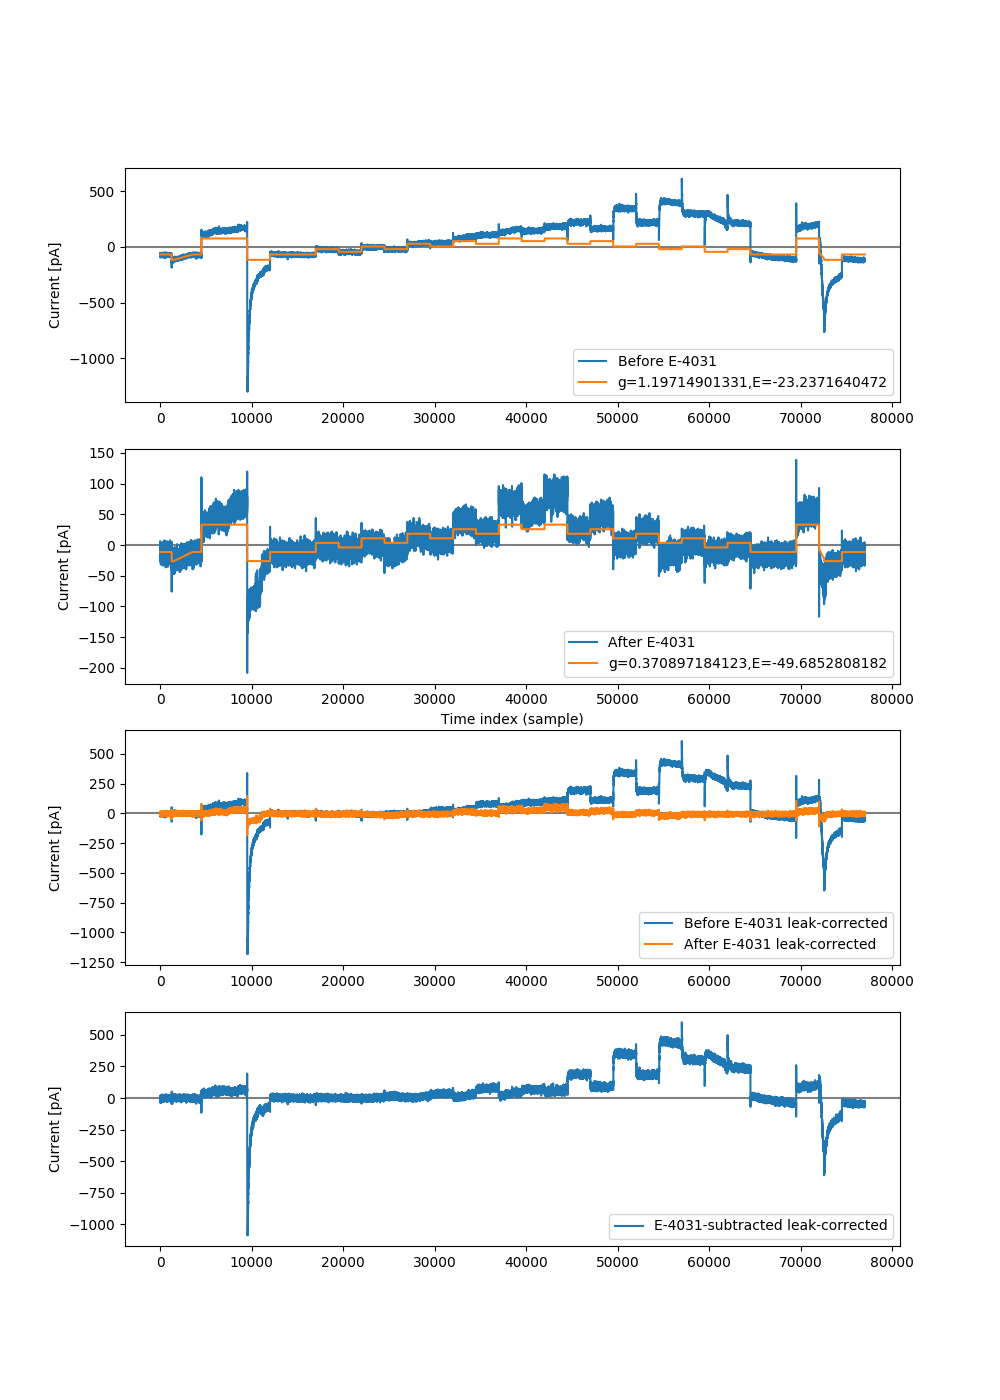 500
0
−500
−1000
Current [pA]
Before E-4031
g=1.19714901331,E=-23.2371640472
0 10000 20000 30000 40000 50000 60000 70000 80000
150
100
50
0
−50
−100
−150
−200
Current [pA]
After E-4031
g=0.370897184123,E=-49.6852808182
0 10000 20000 30000 40000 50000 60000 70000 80000
Time index (sample)
500
250
0
−250
−500
−750
−1000
−1250
Current [pA]
Before E-4031 leak-corrected
After E-4031 leak-corrected
0 10000 20000 30000 40000 50000 60000 70000 80000
500
250
0
−250
−500
−750
−1000
Current [pA]
E-4031-subtracted leak-corrected
0 10000 20000 30000 40000 50000 60000 70000 80000